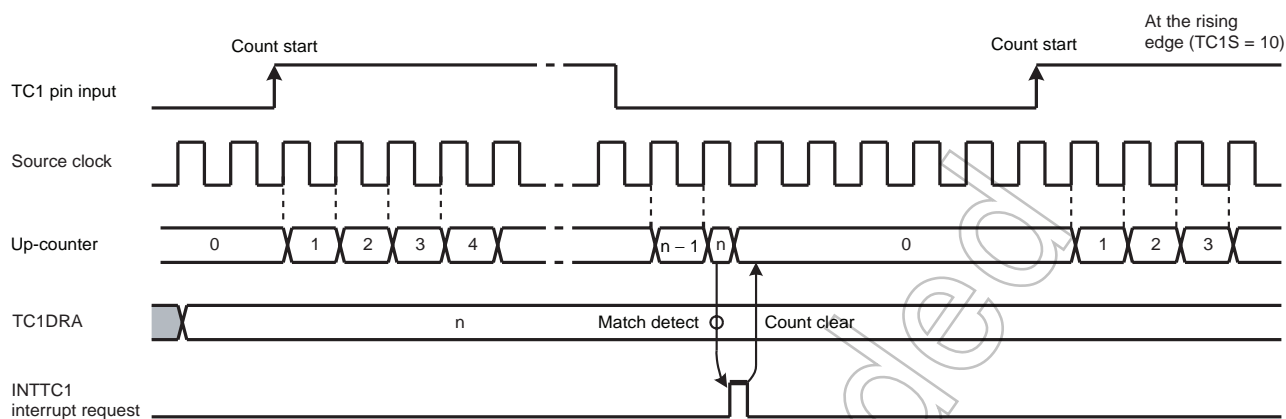 At the rising
edge (TC1S = 10)
Count start
Count start
TC1 pin input
Source clock
Up-counter
0
1
2
3
4
n – 1
n
0
1
2
3
TC1DRA
n
Match detect
Count clear
INTTC1
interrupt request
ded